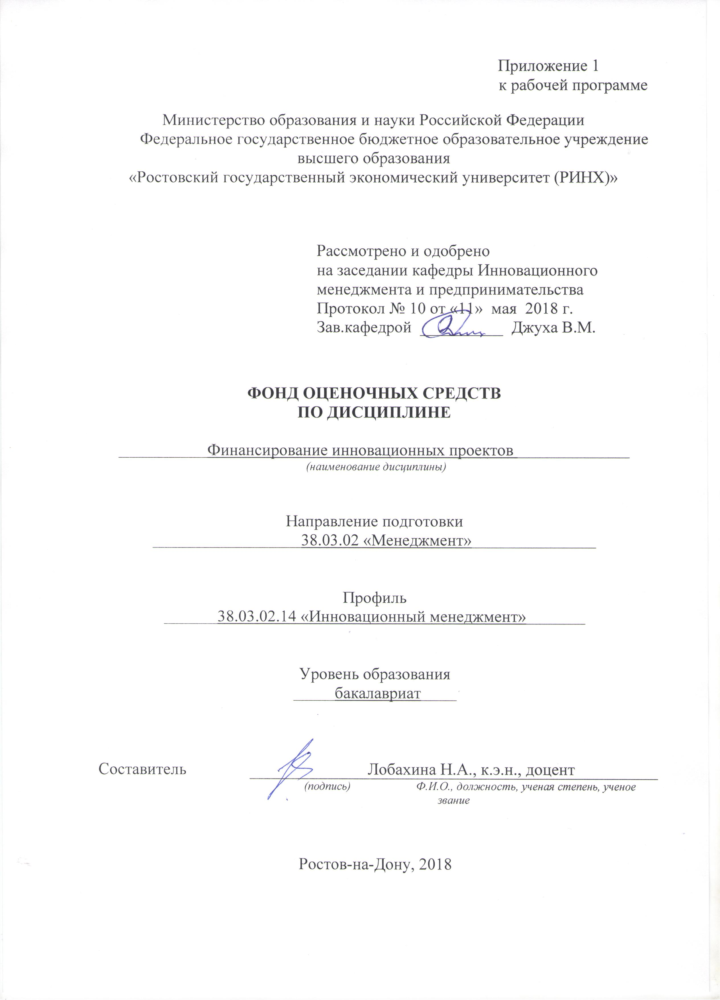 Приложение 1
к рабочей программе
Министерство образования и науки Российской Федерации
Федеральное государственное бюджетное образовательное учреждение
высшего образования
«Ростовский государственный экономический университет (РИНХ)»
Рассмотрено и одобрено
на заседании кафедры Инновационного
менеджмента и предпринимательства
Протокол № 10 от «11» мая 2018 г.
Зав.кафедрой Джуха В.М.
ФОНД ОЦЕНОЧНЫХ СРЕДСТВ
ПО ДИСЦИПЛИНЕ
Финансирование инновационных проектов
(наименование дисциплины)
Направление подготовки
38.03.02 «Менеджмент»
Профиль
38.03.02.14 «Инновационный менеджмент»
Уровень образования
бакалавриат
Составитель Лобахина Н.А., к.э.н., доцент
(подпись) Ф.И.О., должность, ученая степень, ученое
звание
Ростов-на-Дону, 2018